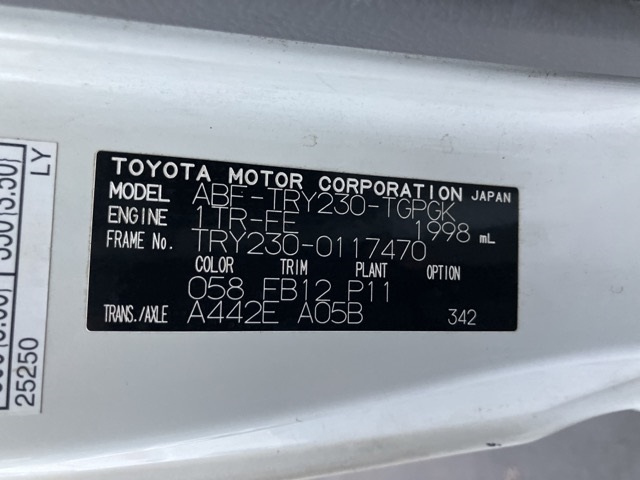 TOYOTA MOTOR CORPORATION JAPAN
MODEL ABF-TRY230-TGPGK
ENGINE 1TR-FE 1998 mL
FRAME No. TRY230-0117470
COLOR TRIM PLANT OPTION
058 FB12 P11
TRANS./AXLE A442E A05B 342
LY
25250